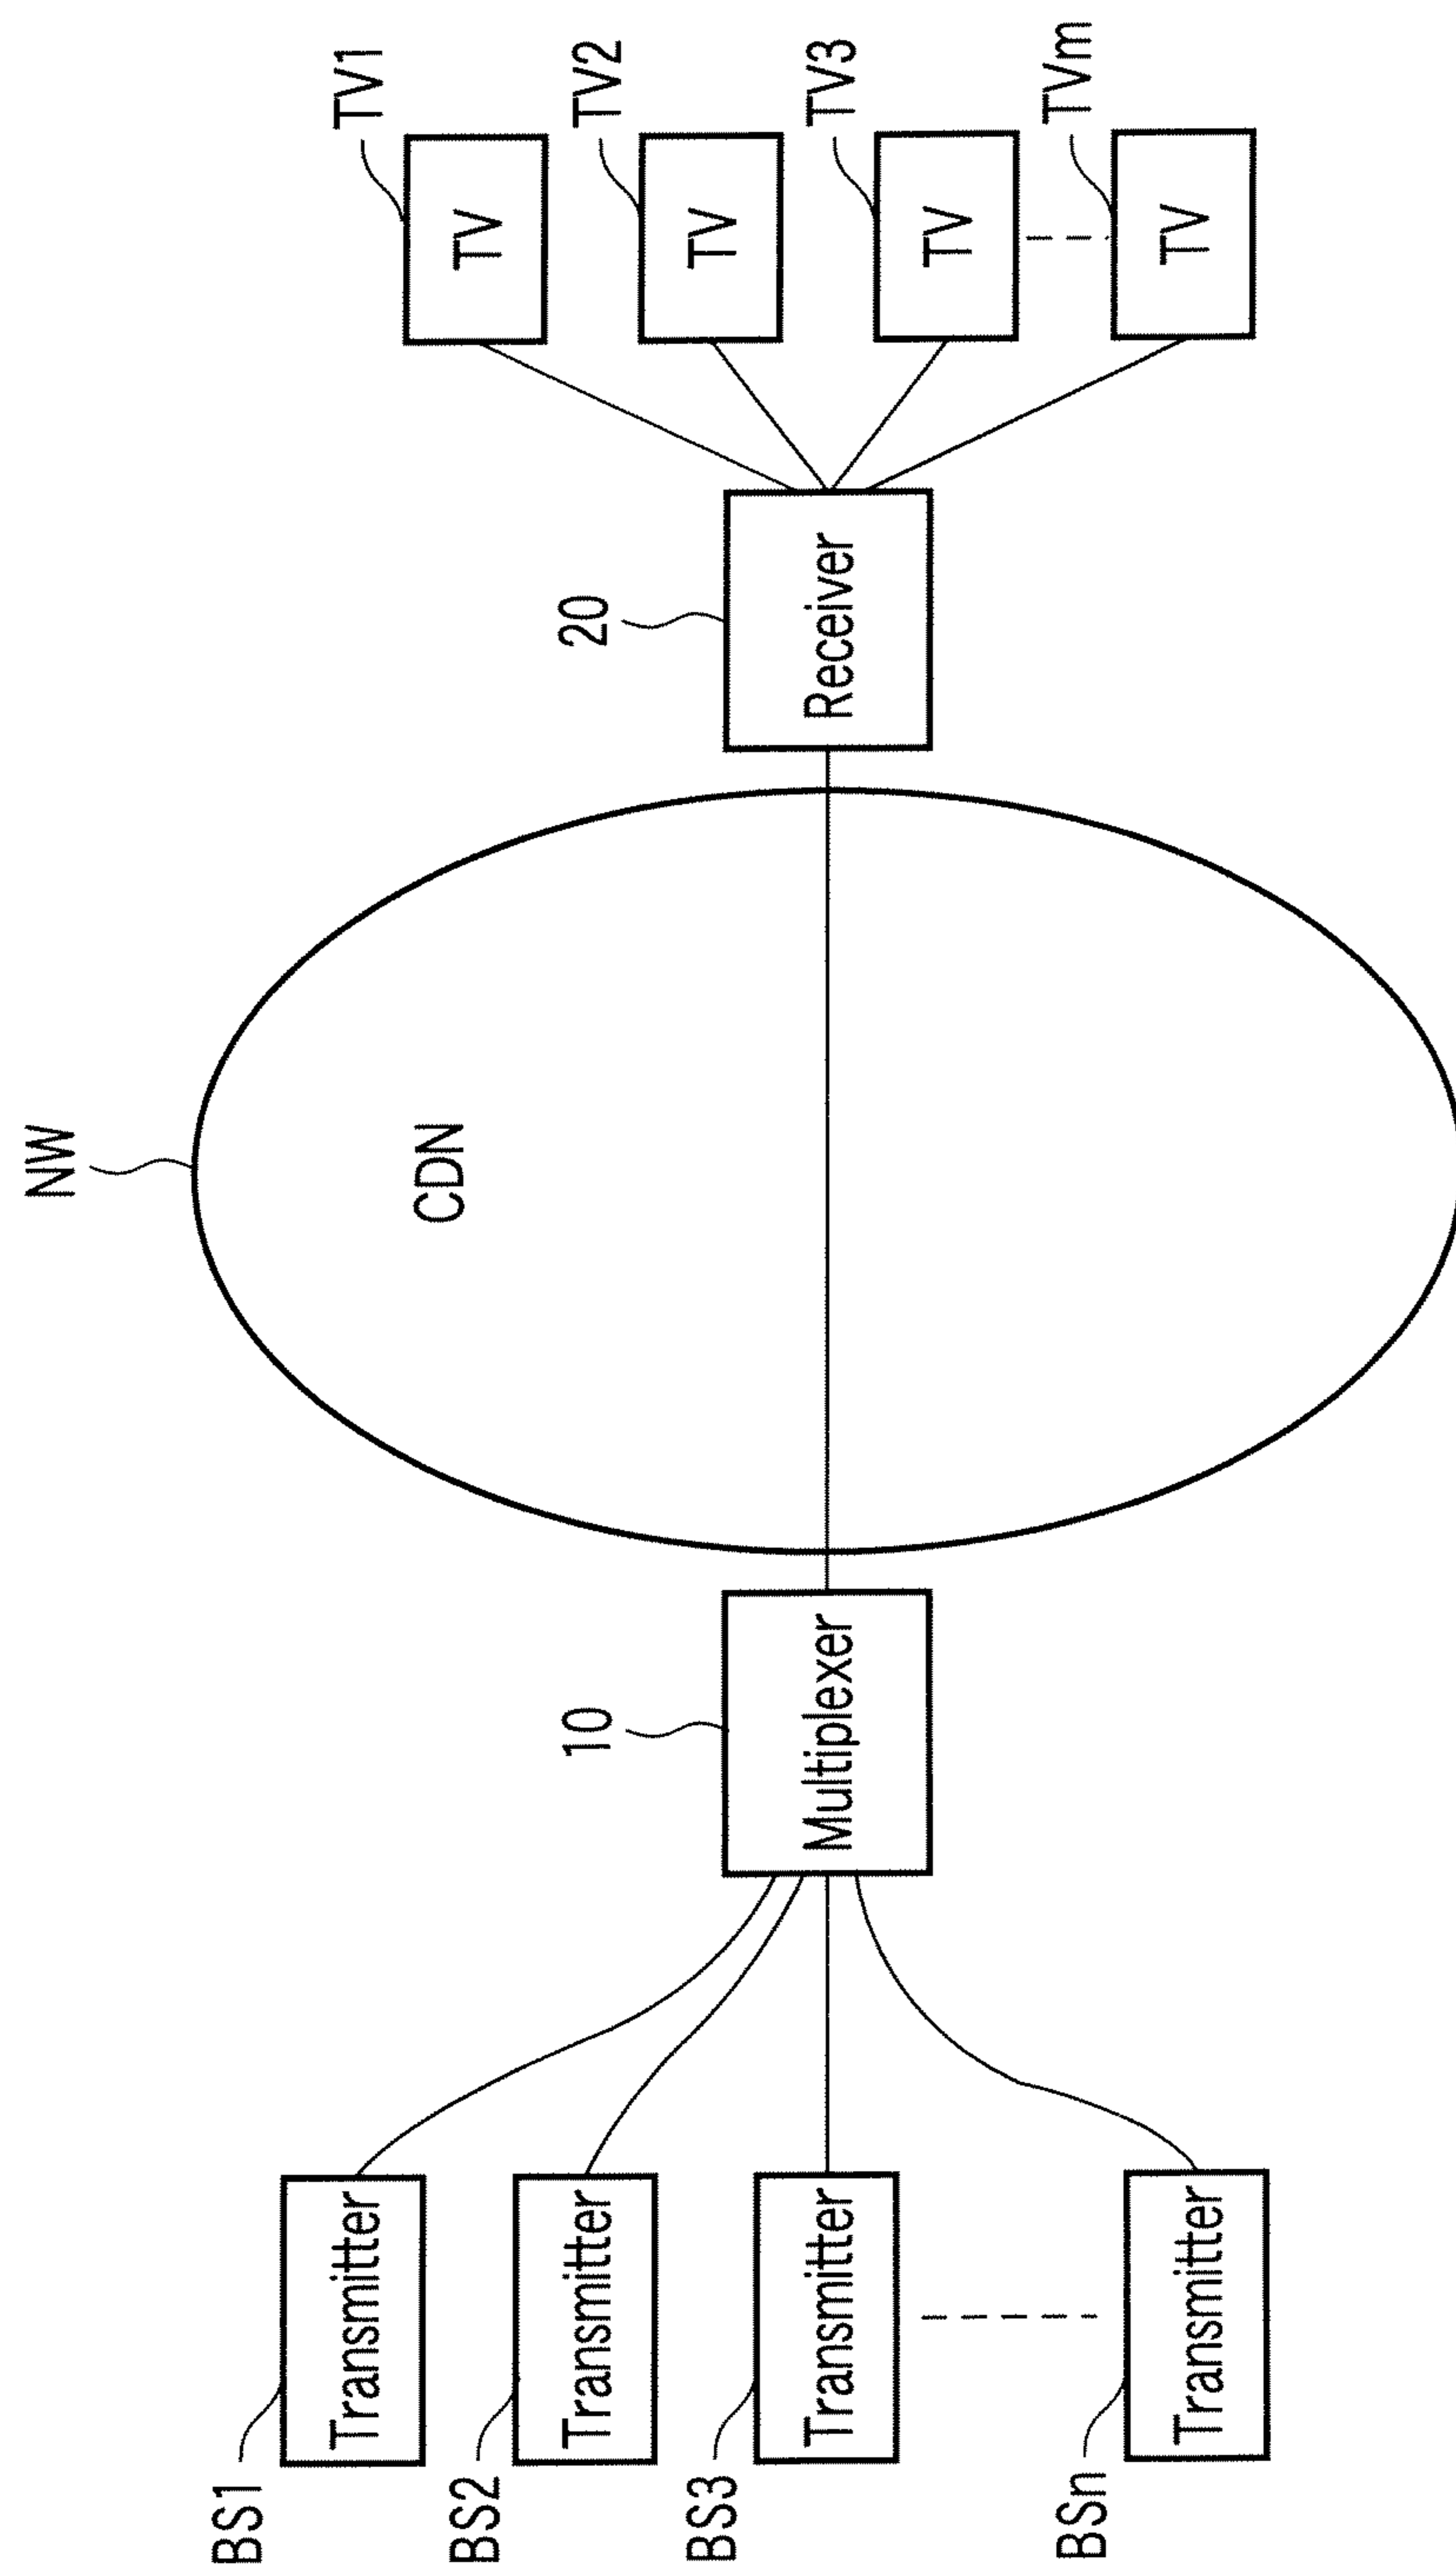 NW
CDN
BS1
Transmitter
BS2
Transmitter
BS3
Transmitter
BSn
Transmitter
10
Multiplexer
20
Receiver
TV1
TV
TV2
TV
TV3
TV
TVm
TV